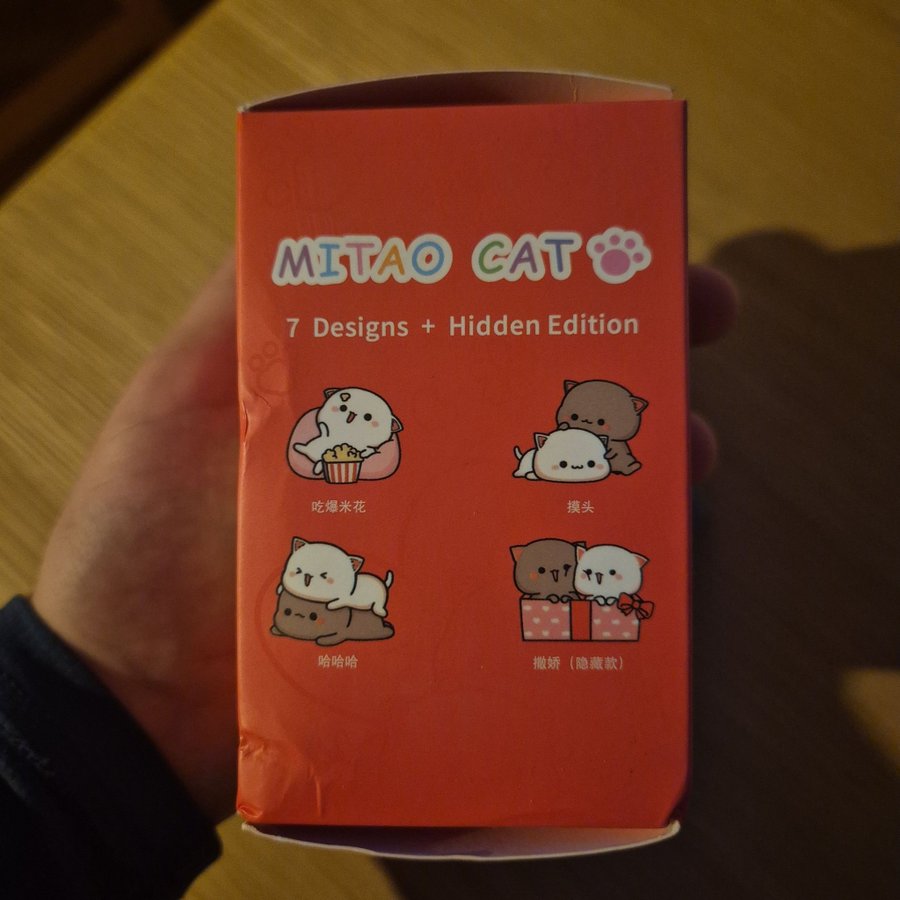 MITAO CAT
7 Designs + Hidden Edition
吃爆米花
摸头
哈哈哈
撒娇（隐藏款）